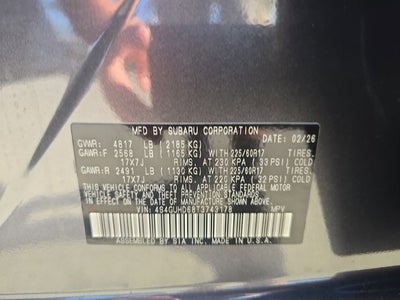 MFD BY SUBARU CORPORATION DATE: 02/26
GVWR: 4817 LB (2185 KG)
GAWR:F 2568 LB (1165 KG) WITH 225/60R17 TIRES,
17X7J RIMS, AT 230 KPA (33 PSI) COLD
GAWR:R 2491 LB (1130 KG) WITH 225/60R17 TIRES,
17X7J RIMS, AT 220 KPA (32 PSI) COLD
THIS VEHICLE CONFORMS TO ALL APPLICABLE FEDERAL MOTOR
VEHICLE SAFETY AND THEFT PREVENTION STANDARDS IN EFFECT
ON THE DATE OF MANUFACTURE SHOWN ABOVE.
VIN: 4S4GUHD68T3743178 MPV
ASSEMBLED BY SIA, INC. MADE IN U.S.A.